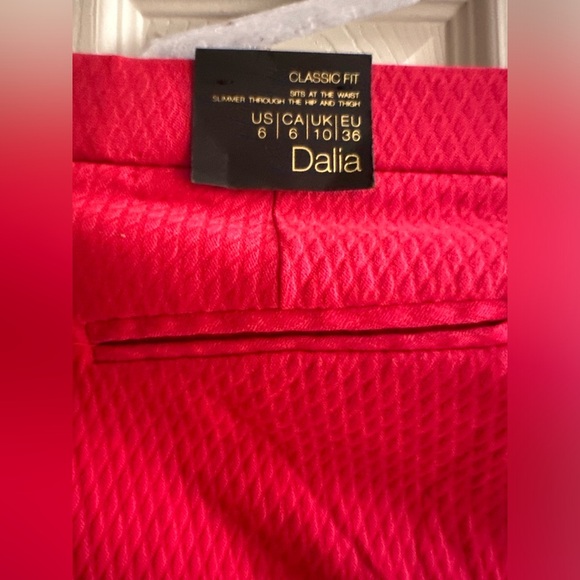 CLASSIC FIT
SITS AT THE WAIST
SLIMMER THROUGH THE HIP AND THIGH
US|CA|UK|EU
6|6|10|36
Dalia